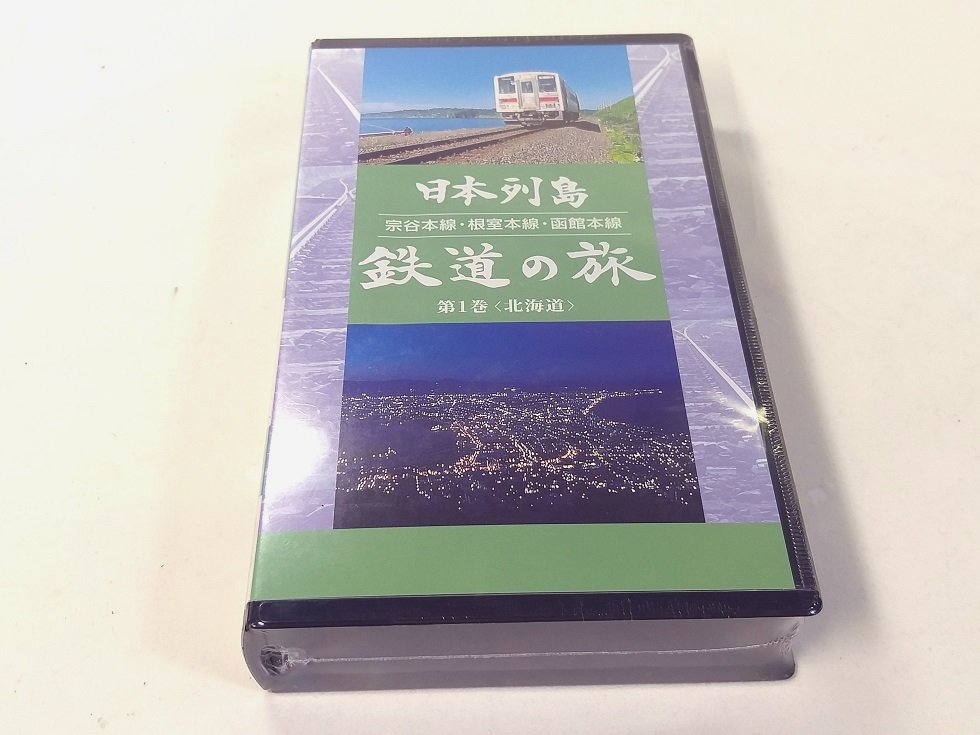 日本列島
宗谷本線・根室本線・函館本線
鉄道の旅
第1巻〈北海道〉